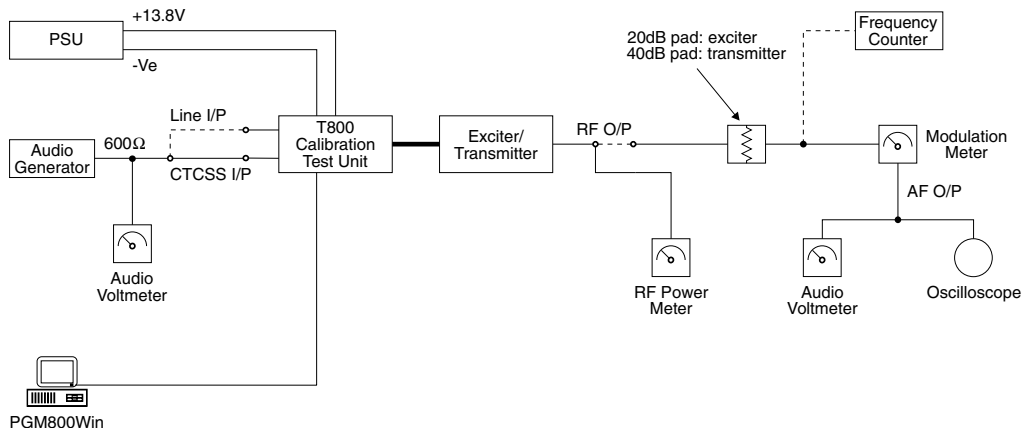 +13.8V
PSU
-Ve
20dB pad: exciter
40dB pad: transmitter
Frequency
Counter
Line I/P
600Ω
Audio
Generator
CTCSS I/P
T800
Calibration
Test Unit
Exciter/
Transmitter
RF O/P
Modulation
Meter
AF O/P
Audio
Voltmeter
RF Power
Meter
Audio
Voltmeter
Oscilloscope
PGM800Win